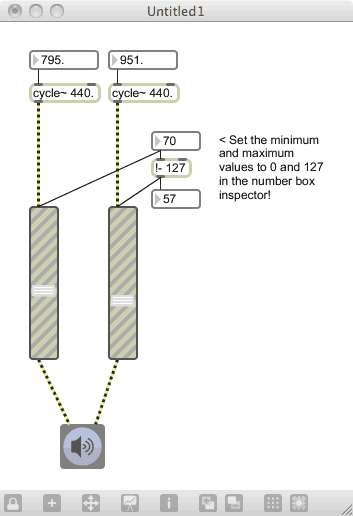 Untitled1
795.
951.
cycle~ 440.
cycle~ 440.
70
!- 127
57
< Set the minimum
and maximum
values to 0 and 127
in the number box
inspector!